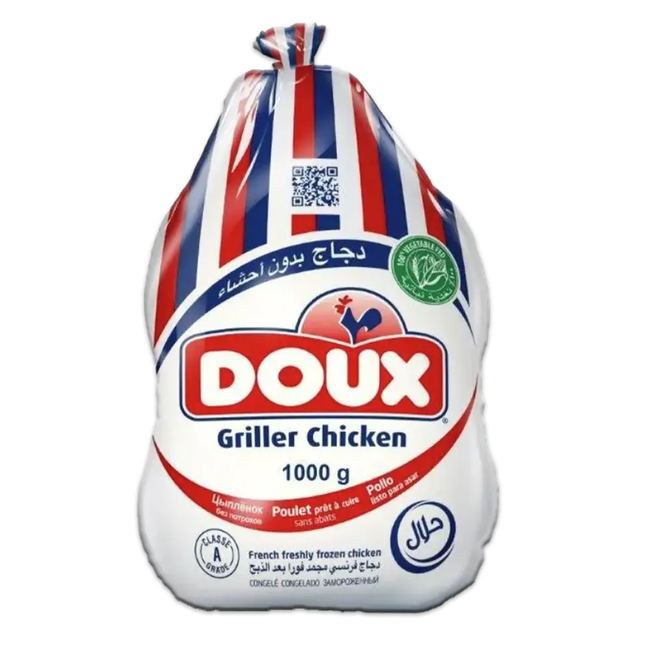 دجاج بدون أحشاء
100% VEGETABLE FED
تغذية نباتية
DOUX
®
Griller Chicken
1000 g
Цыплёнок
без потрохов
Poulet prêt à cuire
sans abats
Pollo
listo para asar
CLASSE
A
GRADE
حلال
French freshly frozen chicken
دجاج فرنسي مجمد فورا بعد الذبح
CONGELÉ CONGELADO ЗАМОРОЖЕННЫЙ